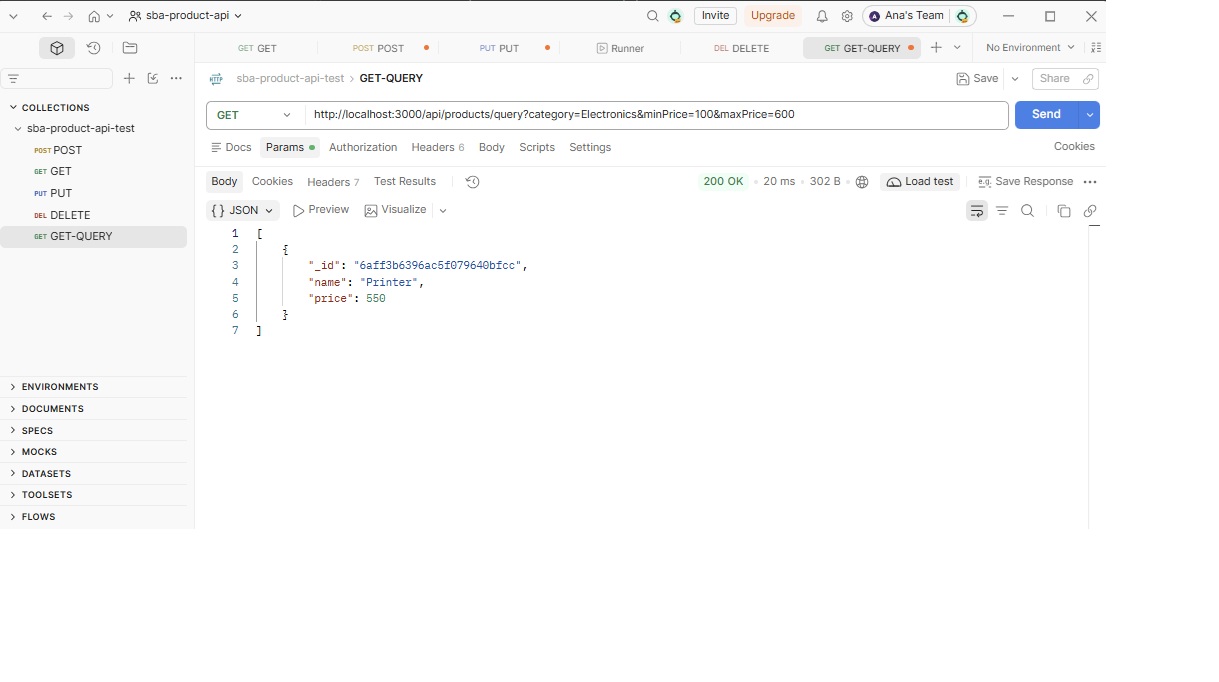 sba-product-api
Invite
Upgrade
A
Ana's Team
GET GET
POST POST
PUT PUT
Runner
DEL DELETE
GET GET-QUERY
No Environment
HTTP
sba-product-api-test > GET-QUERY
Save
Share
COLLECTIONS
sba-product-api-test
POST POST
GET GET
PUT PUT
DEL DELETE
GET GET-QUERY
ENVIRONMENTS
DOCUMENTS
SPECS
MOCKS
DATASETS
TOOLSETS
FLOWS
GET
http://localhost:3000/api/products/query?category=Electronics&minPrice=100&maxPrice=600
Send
Docs Params Authorization Headers 6 Body Scripts Settings
Cookies
Body Cookies Headers 7 Test Results
200 OK • 20 ms • 302 B •
Load test
e.g. Save Response
{ } JSON
Preview
Visualize
1 [
2 {
3 "_id": "6aff3b6396ac5f079640bfcc",
4 "name": "Printer",
5 "price": 550
6 }
7 ]